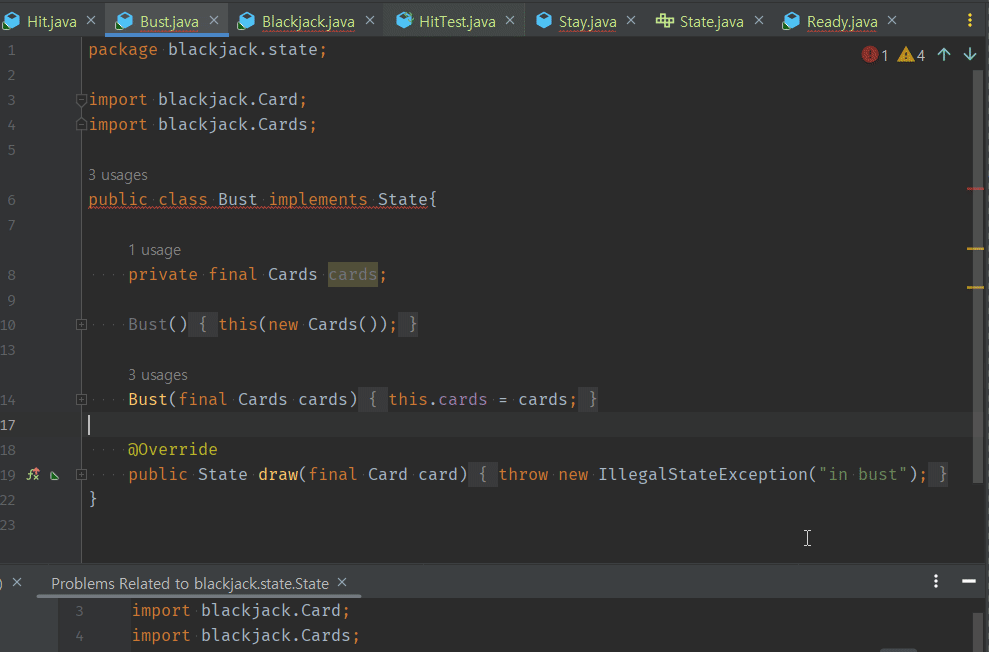 Hit.java Bust.java Blackjack.java HitTest.java Stay.java State.java Ready.java
1 package blackjack.state; 1 4
2
3 import blackjack.Card;
4 import blackjack.Cards;
5
3 usages
6 public class Bust implements State{
7
1 usage
8 private final Cards cards;
9
10 Bust() { this(new Cards()); }
13
3 usages
14 Bust(final Cards cards) { this.cards = cards; }
17
18 @Override
19 public State draw(final Card card) { throw new IllegalStateException("in bust"); }
22 }
23
) Problems Related to blackjack.state.State
3 import blackjack.Card;
4 import blackjack.Cards;